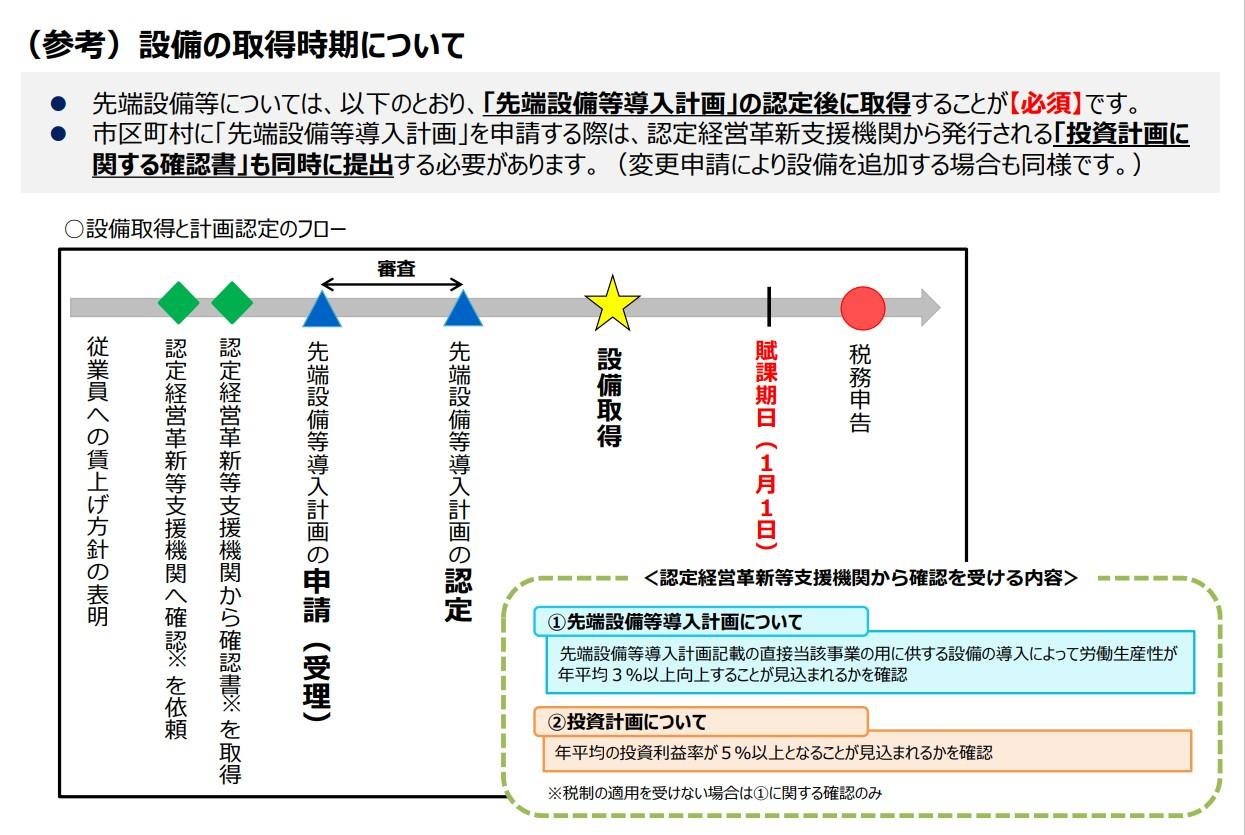 （参考）設備の取得時期について
● 先端設備等については、以下のとおり、「先端設備等導入計画」の認定後に取得することが【必須】です。
● 市区町村に「先端設備等導入計画」を申請する際は、認定経営革新支援機関から発行される「投資計画に
関する確認書」も同時に提出する必要があります。（変更申請により設備を追加する場合も同様です。）
○設備取得と計画認定のフロー
審査
従業員への賃上げ方針の表明
認定経営革新等支援機関へ確認※を依頼
認定経営革新等支援機関から確認書※を取得
先端設備等導入計画の申請（受理）
先端設備等導入計画の認定
設備取得
賦課期日（１月１日）
税務申告
＜認定経営革新等支援機関から確認を受ける内容＞
①先端設備等導入計画について
先端設備等導入計画記載の直接当該事業の用に供する設備の導入によって労働生産性が
年平均３％以上向上することが見込まれるかを確認
②投資計画について
年平均の投資利益率が５％以上となることが見込まれるかを確認
※税制の適用を受けない場合は①に関する確認のみ